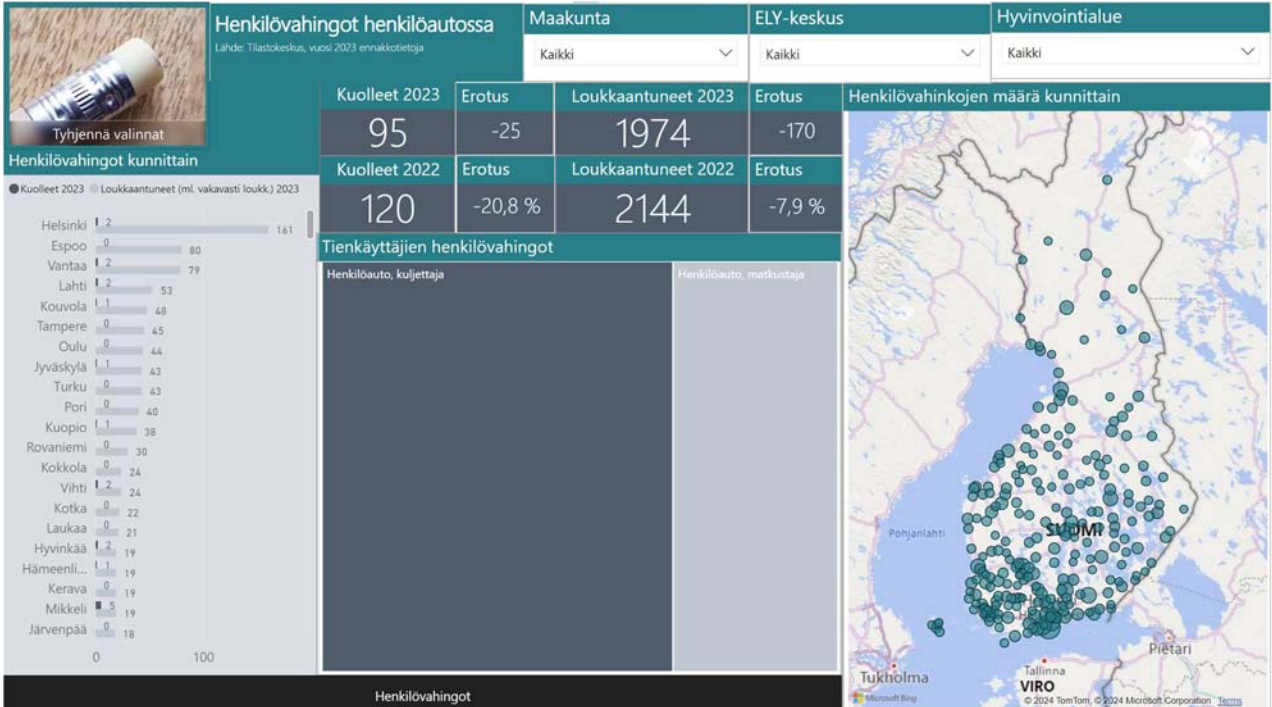 Henkilövahingot henkilöautossa
Lähde: Tilastokeskus, vuosi 2023 ennakkotietoja
Tyhjennä valinnat
Maakunta
Kaikki
ELY-keskus
Kaikki
Hyvinvointialue
Kaikki
Kuolleet 2023
Erotus
Loukkaantuneet 2023
Erotus
95
-25
1974
-170
Kuolleet 2022
Erotus
Loukkaantuneet 2022
Erotus
120
-20,8 %
2144
-7,9 %
Henkilövahingot kunnittain
Kuolleet 2023 Loukkaantuneet (ml. vakavasti loukk.) 2023
Helsinki 2 161
Espoo 0 80
Vantaa 2 79
Lahti 2 53
Kouvola 1 48
Tampere 0 45
Oulu 0 44
Jyväskylä 1 43
Turku 0 43
Pori 0 40
Kuopio 1 38
Rovaniemi 0 30
Kokkola 0 24
Vihti 2 24
Kotka 0 22
Laukaa 0 21
Hyvinkää 2 19
Hämeenli... 1 19
Kerava 0 19
Mikkeli 5 19
Järvenpää 0 18
0 100
Tienkäyttäjien henkilövahingot
Henkilöauto, kuljettaja
Henkilöauto, matkustaja
Henkilövahinkojen määrä kunnittain
Pohjanlahti
SUOMI
Pietari
Tukholma
Tallinna
VIRO
Microsoft Bing
© 2024 TomTom, © 2024 Microsoft Corporation Terms
Henkilövahingot